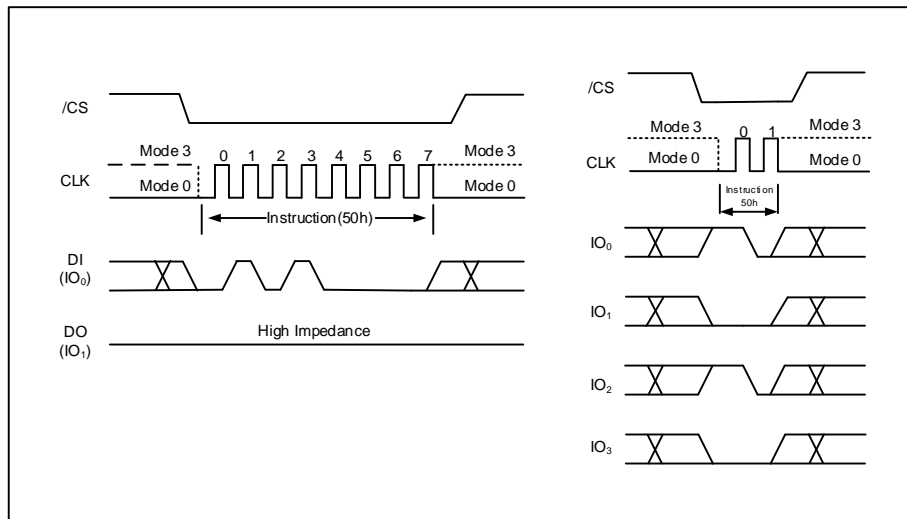 /CS
Mode 3 0 1 2 3 4 5 6 7 Mode 3
CLK Mode 0 Mode 0
Instruction(50h)
DI
(IO0)
DO
(IO1)
High Impedance
/CS
Mode 3 0 1 Mode 3
CLK Mode 0 Mode 0
Instruction
50h
IO0
IO1
IO2
IO3